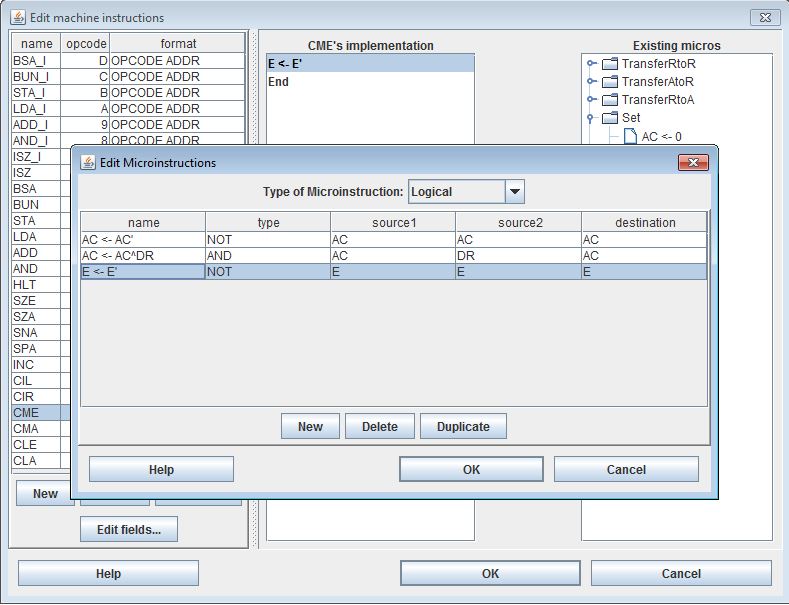 Edit machine instructions
name opcode format
BSA_I D OPCODE ADDR
BUN_I C OPCODE ADDR
STA_I B OPCODE ADDR
LDA_I A OPCODE ADDR
ADD_I 9 OPCODE ADDR
AND_I 8 OPCODE ADDR
ISZ_I
ISZ
BSA
BUN
STA
LDA
ADD
AND
HLT
SZE
SZA
SNA
SPA
INC
CIL
CIR
CME
CMA
CLE
CLA
New
Edit fields...
CME's implementation
E <- E'
End
Existing micros
TransferRtoR
TransferAtoR
TransferRtoA
Set
AC <- 0
Edit Microinstructions
Type of Microinstruction: Logical
name type source1 source2 destination
AC <- AC' NOT AC AC AC
AC <- AC^DR AND AC DR AC
E <- E' NOT E E E
New Delete Duplicate
Help OK Cancel
Help OK Cancel